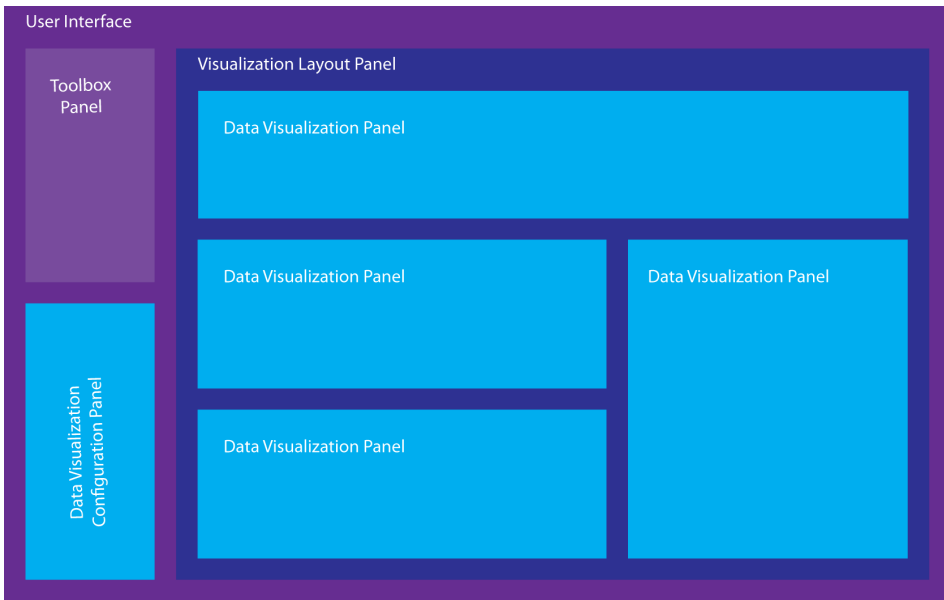 User Interface
Toolbox
Panel
Data Visualization
Configuration Panel
Visualization Layout Panel
Data Visualization Panel
Data Visualization Panel
Data Visualization Panel
Data Visualization Panel